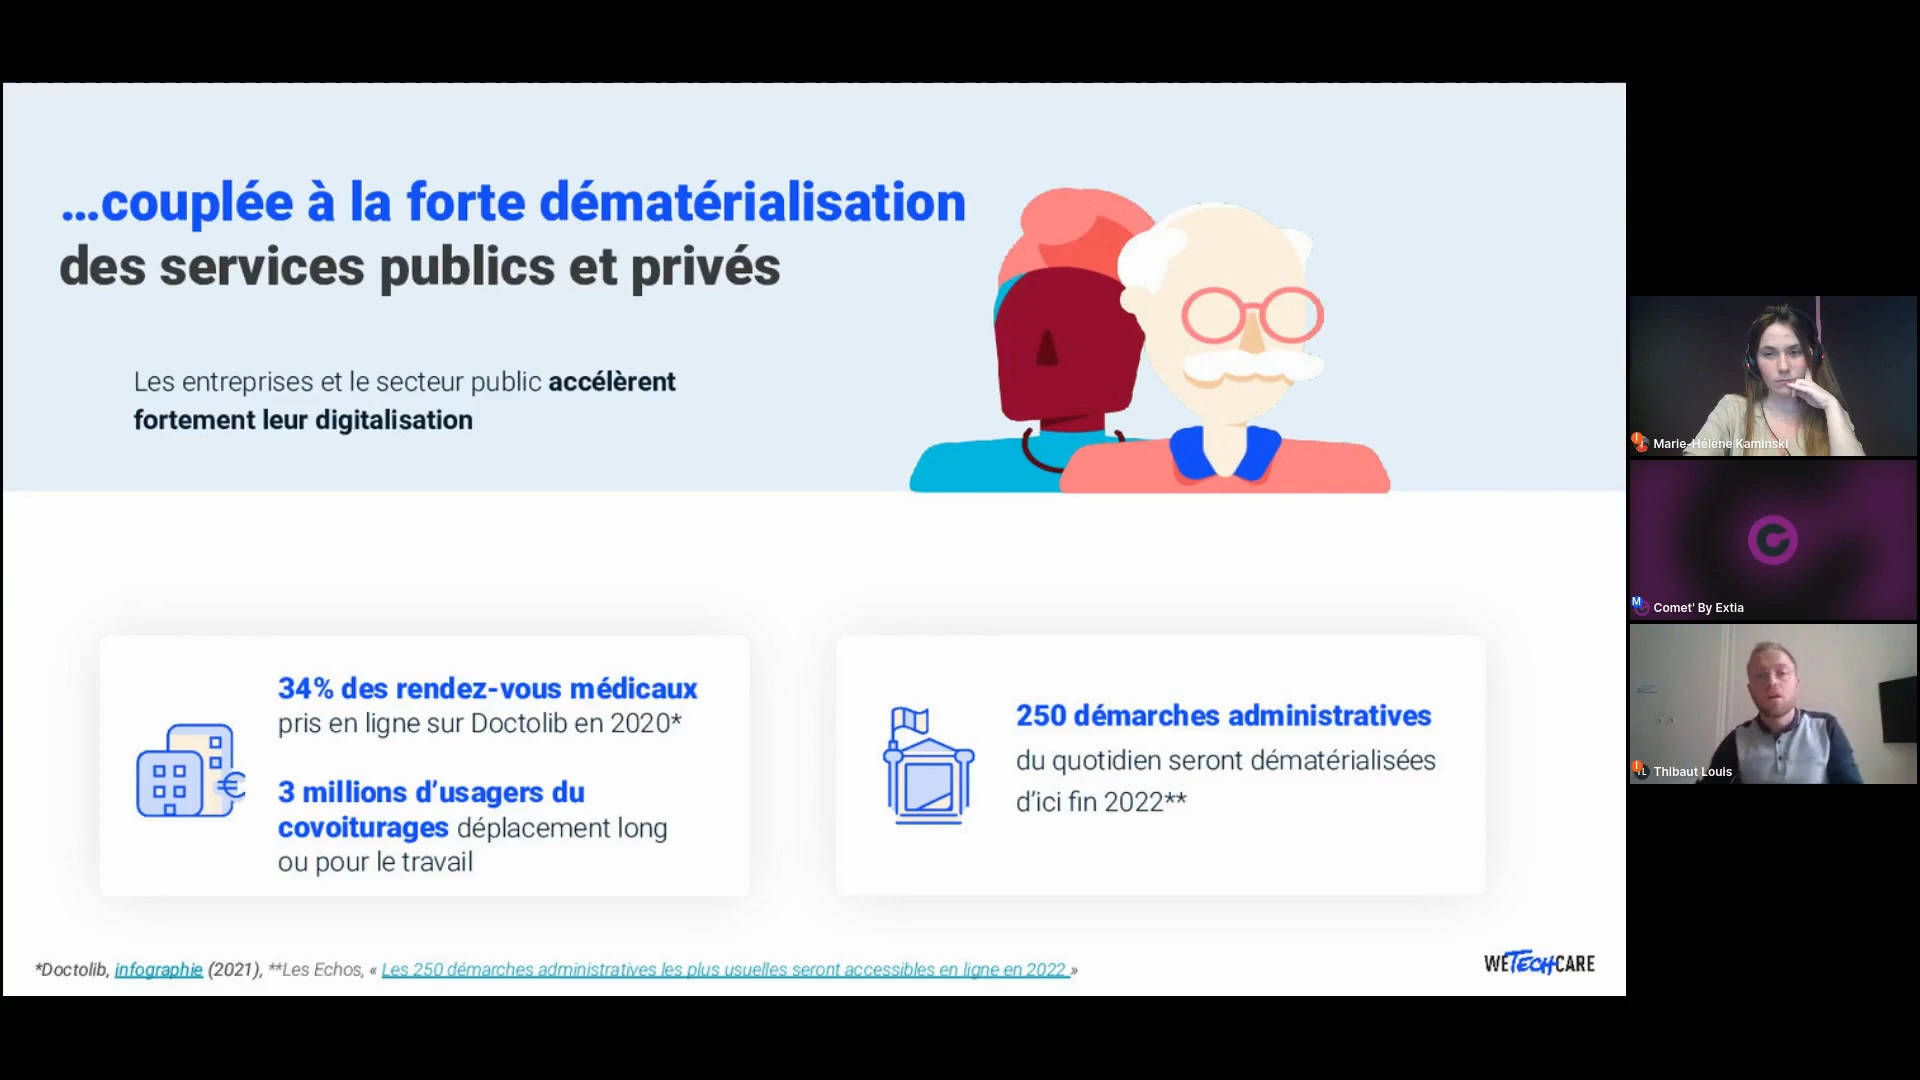 ...couplée à la forte dématérialisation
des services publics et privés
Les entreprises et le secteur public accélèrent
fortement leur digitalisation
34% des rendez-vous médicaux
pris en ligne sur Doctolib en 2020*
3 millions d’usagers du
covoiturages déplacement long
ou pour le travail
250 démarches administratives
du quotidien seront dématérialisées
d’ici fin 2022**
*Doctolib, infographie (2021), **Les Echos, « Les 250 démarches administratives les plus usuelles seront accessibles en ligne en 2022 »
WETECHCARE
Marie-Hélène Kaminski
M
Comet' By Extia
TL
Thibaut Louis